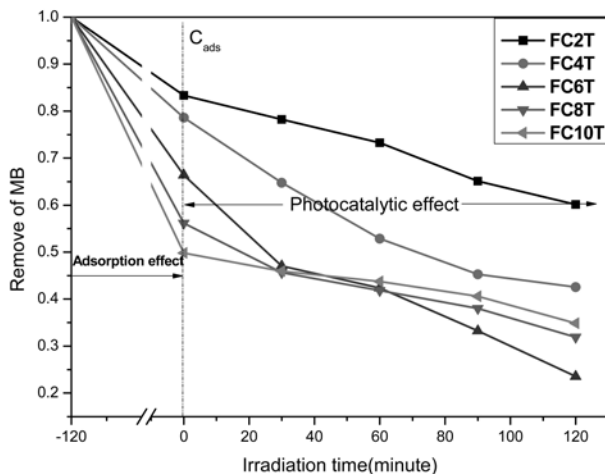 1.0
0.9
0.8
0.7
0.6
0.5
0.4
0.3
0.2
Remove of MB
C_ads
FC2T
FC4T
FC6T
FC8T
FC10T
Photocatalytic effect
Adsorption effect
-120 0 20 40 60 80 100 120
Irradiation time(minute)